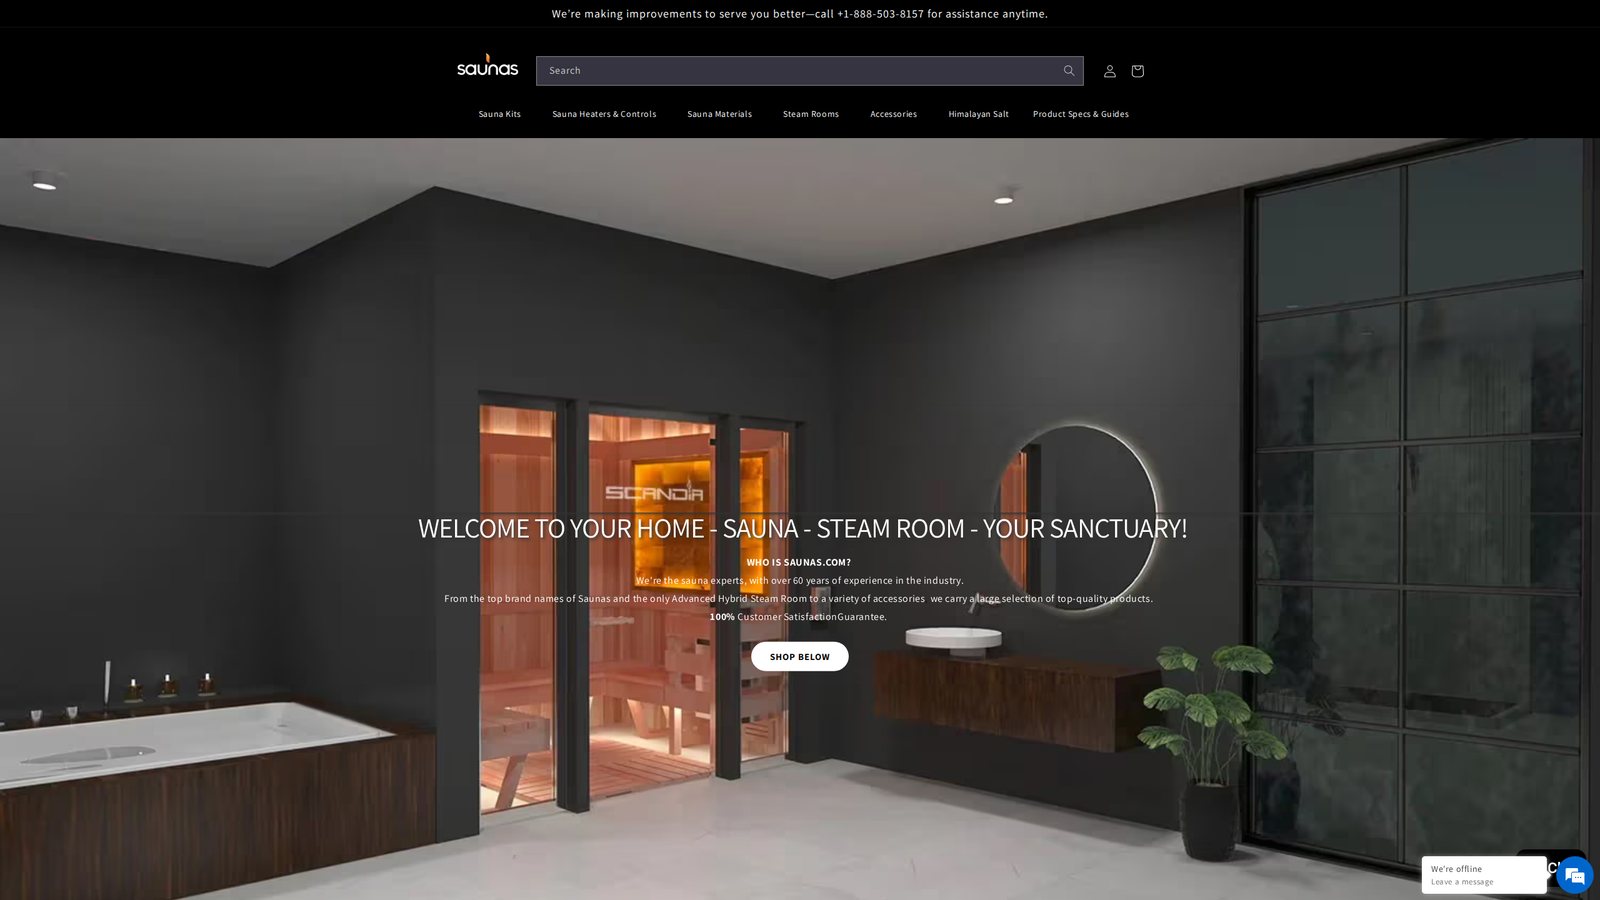 We're making improvements to serve you better—call +1-888-503-8157 for assistance anytime.
saunas
Search
Sauna Kits
Sauna Heaters & Controls
Sauna Materials
Steam Rooms
Accessories
Himalayan Salt
Product Specs & Guides
SCANDIA
WELCOME TO YOUR HOME - SAUNA - STEAM ROOM - YOUR SANCTUARY!
WHO IS SAUNAS.COM?
We're the sauna experts, with over 60 years of experience in the industry.
From the top brand names of Saunas and the only Advanced Hybrid Steam Room to a variety of accessories  we carry a large selection of top-quality products.
100% Customer SatisfactionGuarantee.
SHOP BELOW
We're offline
Leave a message